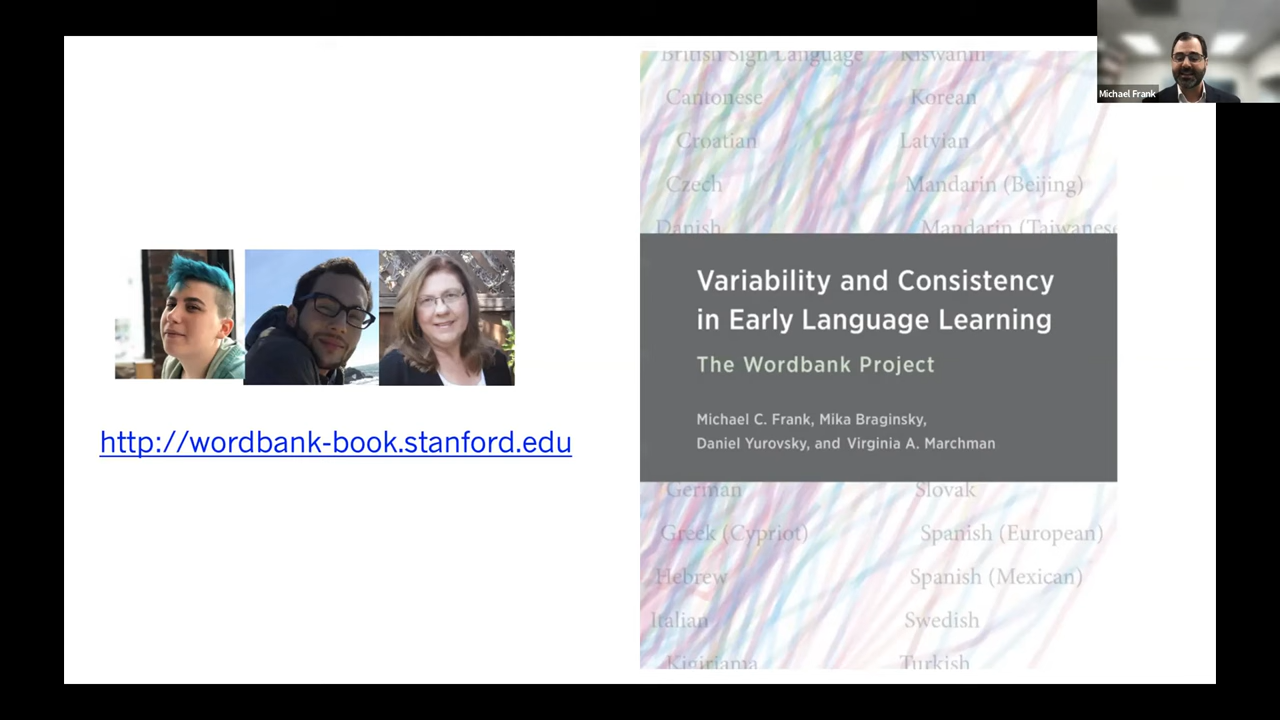 Michael Frank
British Sign Language
Kiswahili
Cantonese
Korean
Croatian
Latvian
Czech
Mandarin (Beijing)
Danish
Mandarin (Taiwanese
Variability and Consistency
in Early Language Learning
The Wordbank Project
Michael C. Frank, Mika Braginsky,
Daniel Yurovsky, and Virginia A. Marchman
German
Slovak
Greek (Cypriot)
Spanish (European)
Hebrew
Spanish (Mexican)
Italian
Swedish
Kigiriama
Turkish
http://wordbank-book.stanford.edu